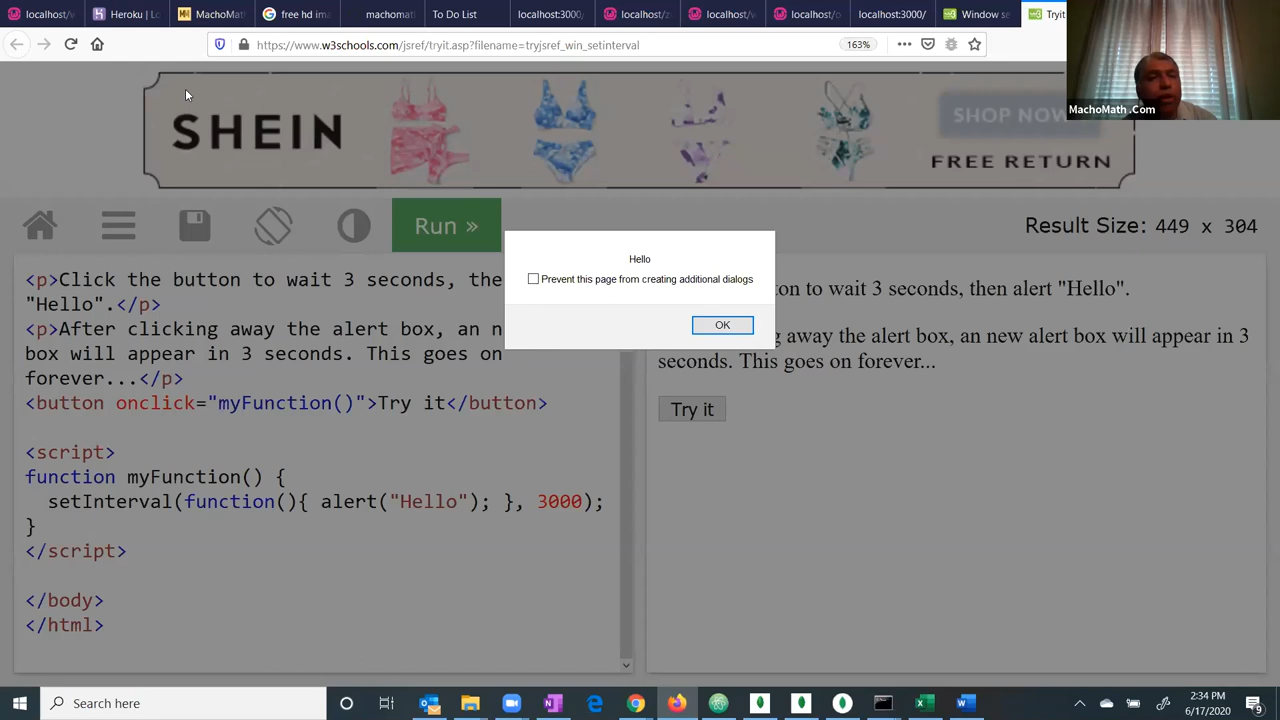 localhost/v
Heroku | Lo
MachoMath
free hd im
machomath
To Do List
localhost:3000/
localhost/z
localhost/v
localhost/c
localhost:3000/
Window se
Tryit
https://www.w3schools.com/jsref/tryit.asp?filename=tryjsref_win_setinterval
163%
MachoMath .Com
SHEIN
SHOP NOW
FREE RETURN
Run »
Result Size: 449 x 304
Hello
Prevent this page from creating additional dialogs
OK
<p>Click the button to wait 3 seconds, the
"Hello".</p>
<p>After clicking away the alert box, an n
box will appear in 3 seconds. This goes on
forever...</p>
<button onclick="myFunction()">Try it</button>
<script>
function myFunction() {
setInterval(function(){ alert("Hello"); }, 3000);
}
</script>
</body>
</html>
on to wait 3 seconds, then alert "Hello".
g away the alert box, an new alert box will appear in 3
seconds. This goes on forever...
Try it
Search here
2:34 PM
6/17/2020
9